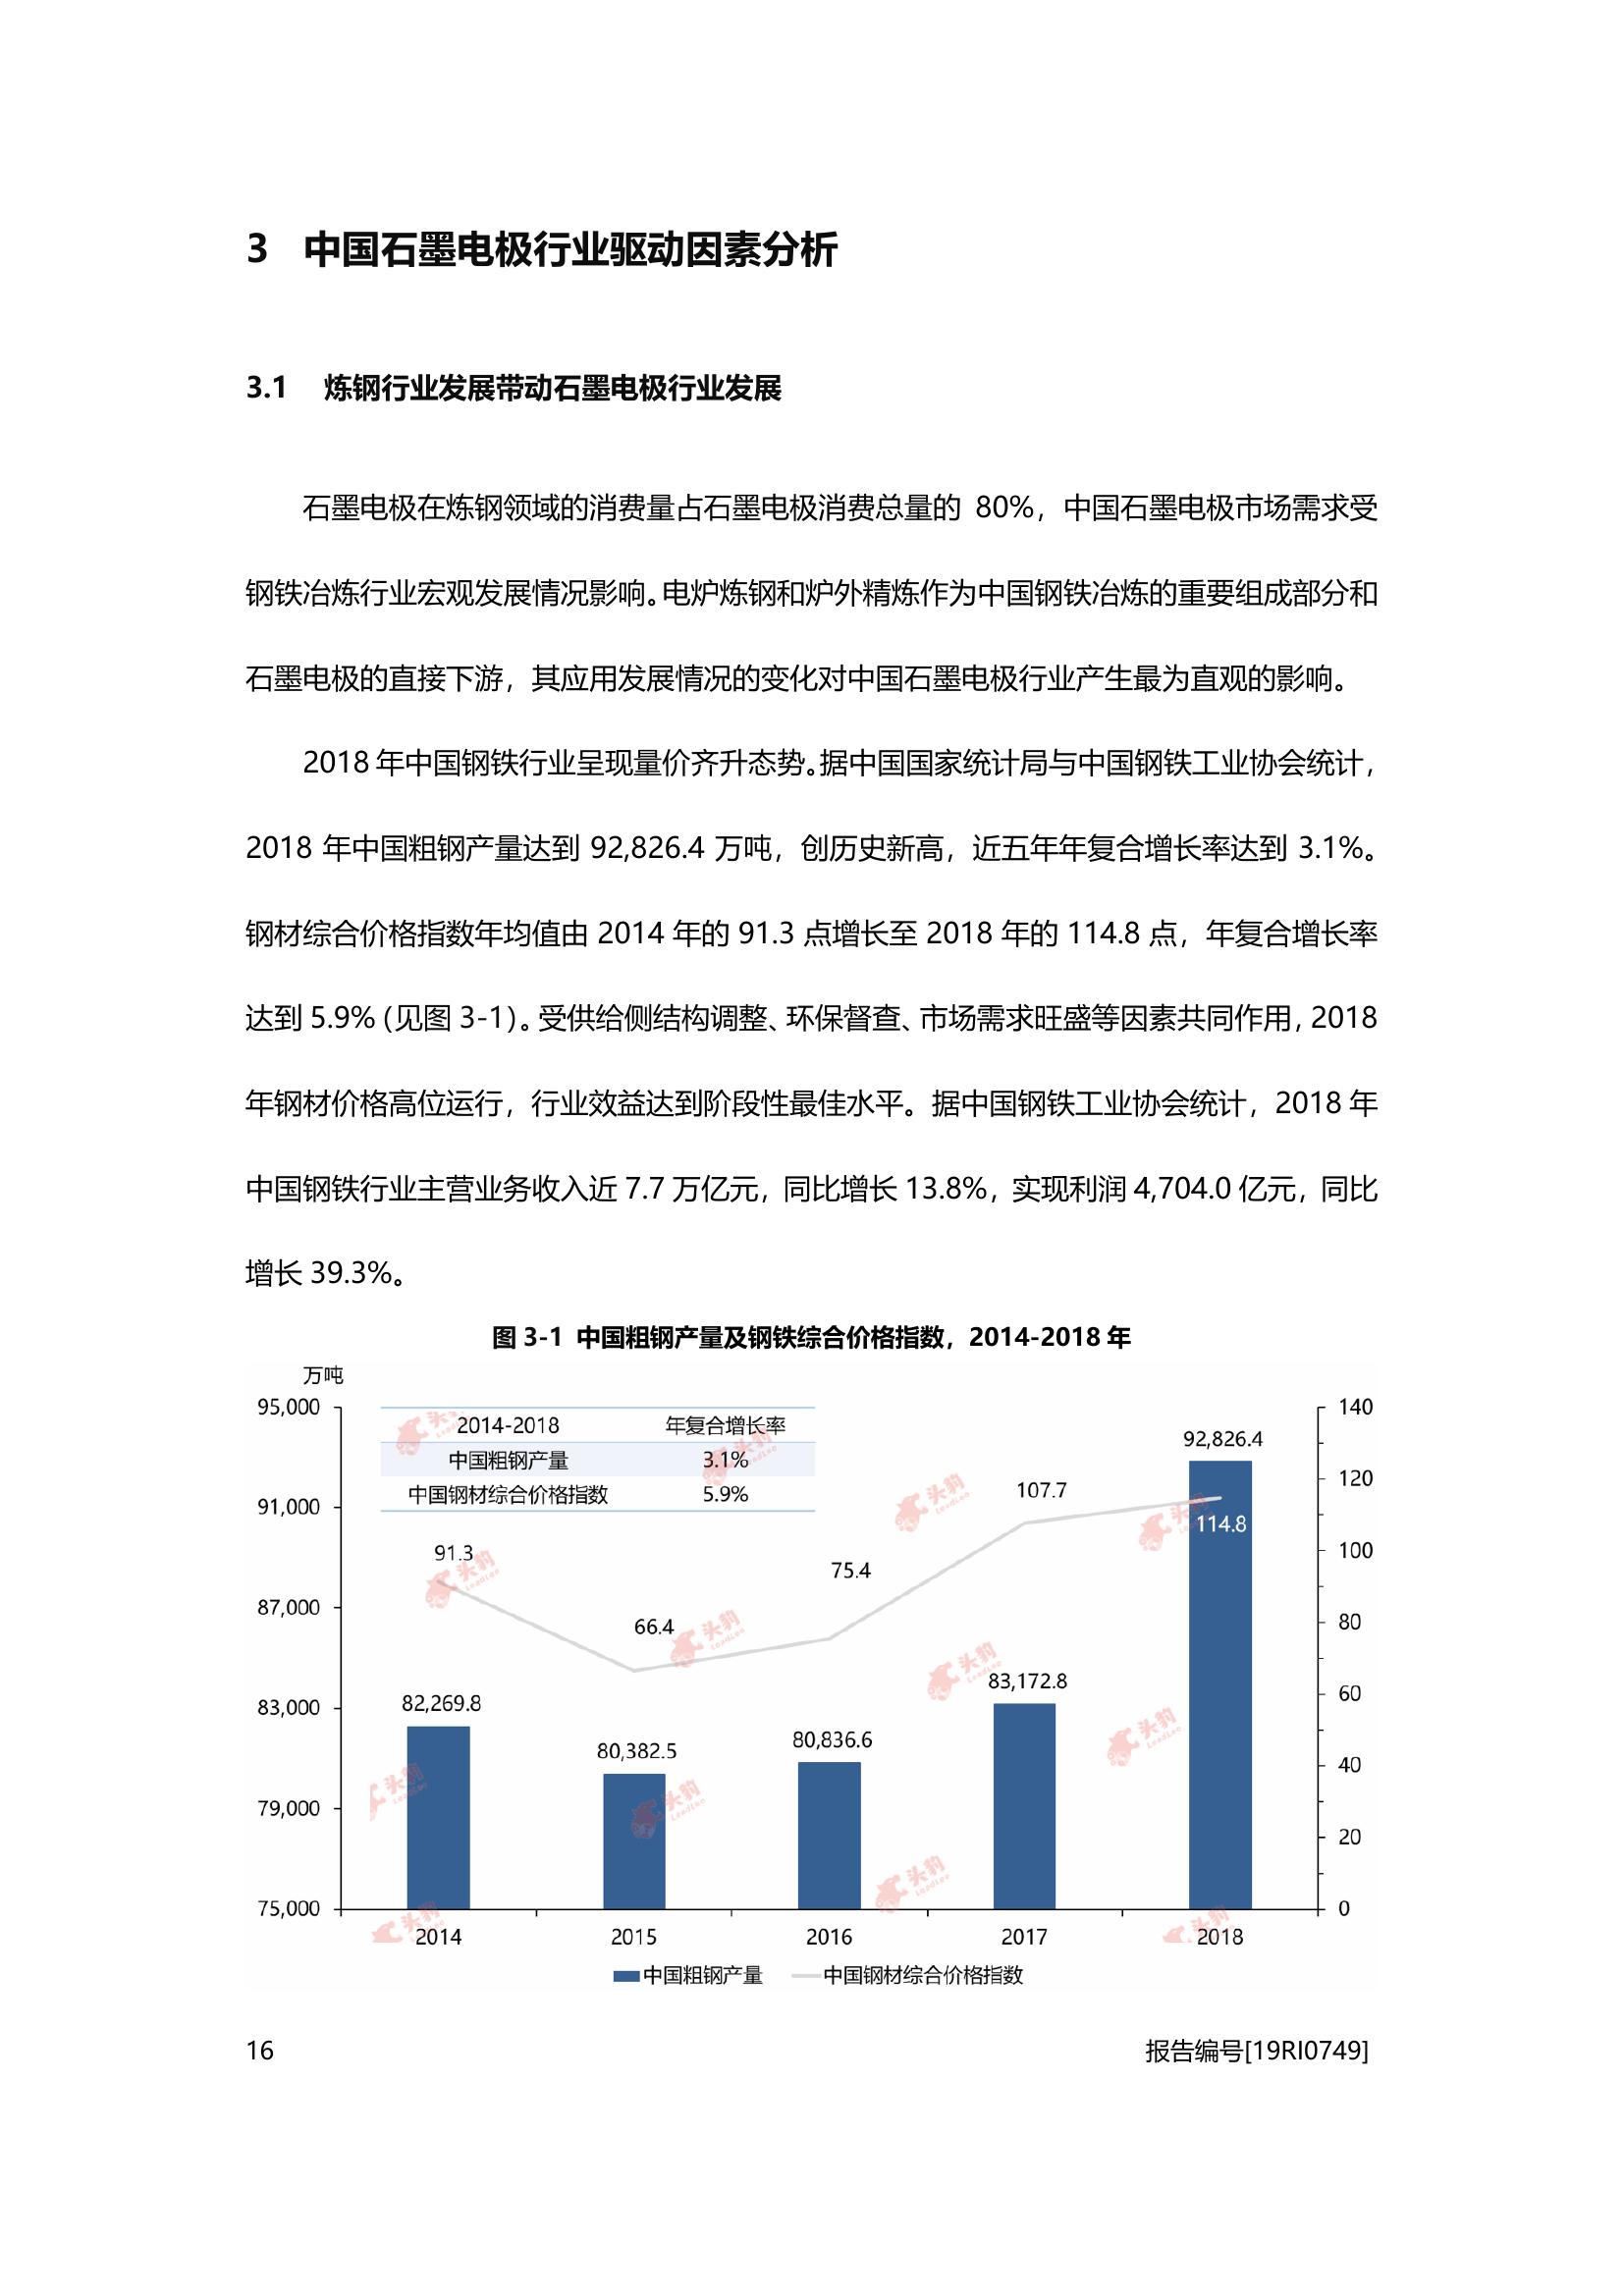 3 中国石墨电极行业驱动因素分析
3.1 炼钢行业发展带动石墨电极行业发展
石墨电极在炼钢领域的消费量占石墨电极消费总量的 80%，中国石墨电极市场需求受
钢铁冶炼行业宏观发展情况影响。电炉炼钢和炉外精炼作为中国钢铁冶炼的重要组成部分和
石墨电极的直接下游，其应用发展情况的变化对中国石墨电极行业产生最为直观的影响。
2018 年中国钢铁行业呈现量价齐升态势。据中国国家统计局与中国钢铁工业协会统计，
2018 年中国粗钢产量达到 92,826.4 万吨，创历史新高，近五年年复合增长率达到 3.1%。
钢材综合价格指数年均值由 2014 年的 91.3 点增长至 2018 年的 114.8 点，年复合增长率
达到 5.9%（见图 3-1）。受供给侧结构调整、环保督查、市场需求旺盛等因素共同作用，2018
年钢材价格高位运行，行业效益达到阶段性最佳水平。据中国钢铁工业协会统计，2018 年
中国钢铁行业主营业务收入近 7.7 万亿元，同比增长 13.8%，实现利润 4,704.0 亿元，同比
增长 39.3%。
图 3-1 中国粗钢产量及钢铁综合价格指数，2014-2018 年
万吨
95,000
91,000
87,000
83,000
79,000
75,000
2014-2018 年复合增长率
中国粗钢产量 3.1%
中国钢材综合价格指数 5.9%
91.3
66.4
75.4
107.7
114.8
82,269.8
80,382.5
80,836.6
83,172.8
92,826.4
140
120
100
80
60
40
20
0
2014 2015 2016 2017 2018
中国粗钢产量 中国钢材综合价格指数
头豹
LeadLeo
16 报告编号[19RI0749]